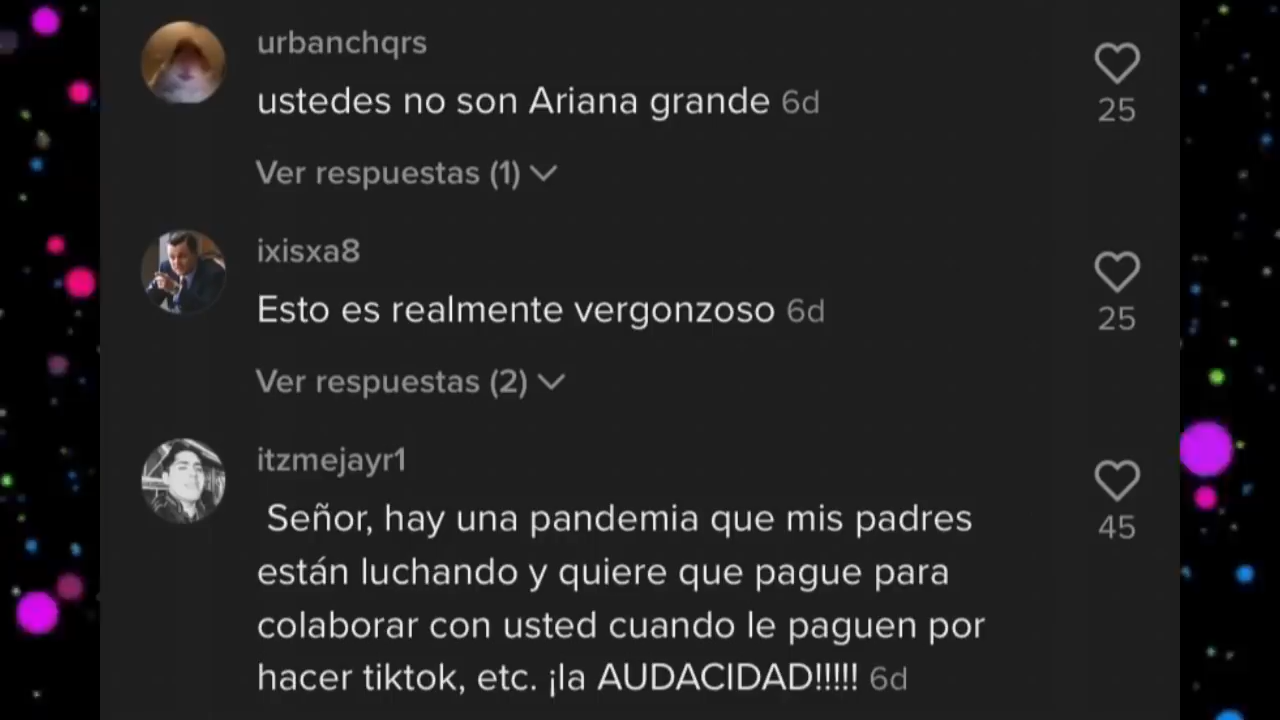 urbanchqrs
ustedes no son Ariana grande 6d
25
Ver respuestas (1)
ixisxa8
Esto es realmente vergonzoso 6d
25
Ver respuestas (2)
itzmejayr1
Señor, hay una pandemia que mis padres
están luchando y quiere que pague para
colaborar con usted cuando le paguen por
hacer tiktok, etc. ¡la AUDACIDAD!!!!! 6d
45